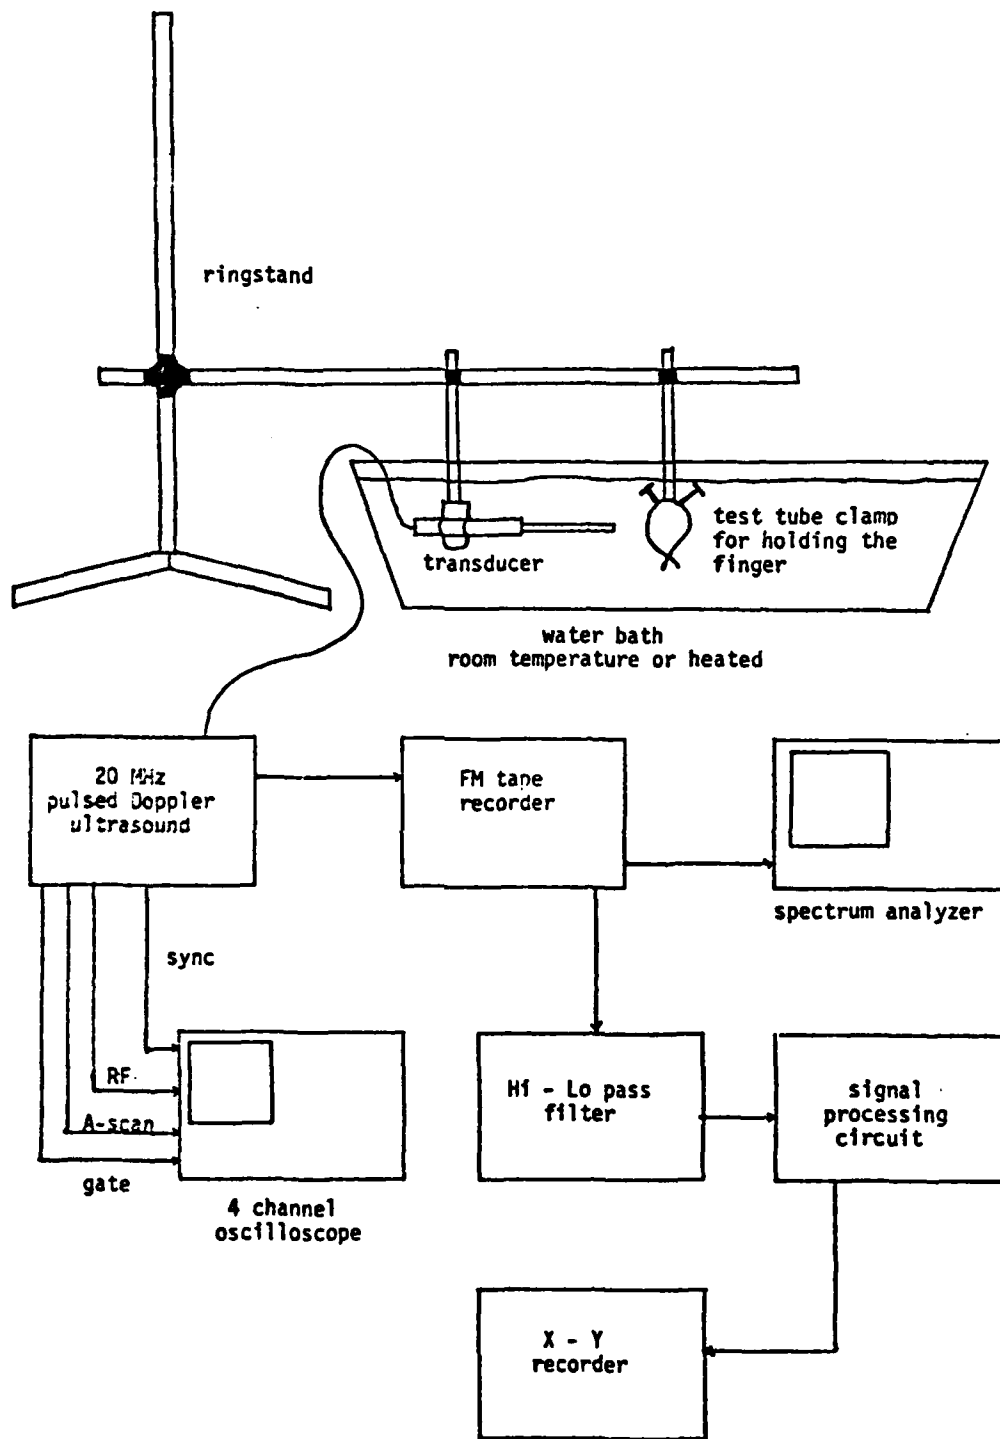 ringstand
test tube clamp
for holding the
finger
transducer
water bath
room temperature or heated
20 MHz
pulsed Doppler
ultrasound
FM tape
recorder
spectrum analyzer
sync
RF
A-scan
gate
4 channel
oscilloscope
Hi - Lo pass
filter
signal
processing
circuit
X - Y
recorder